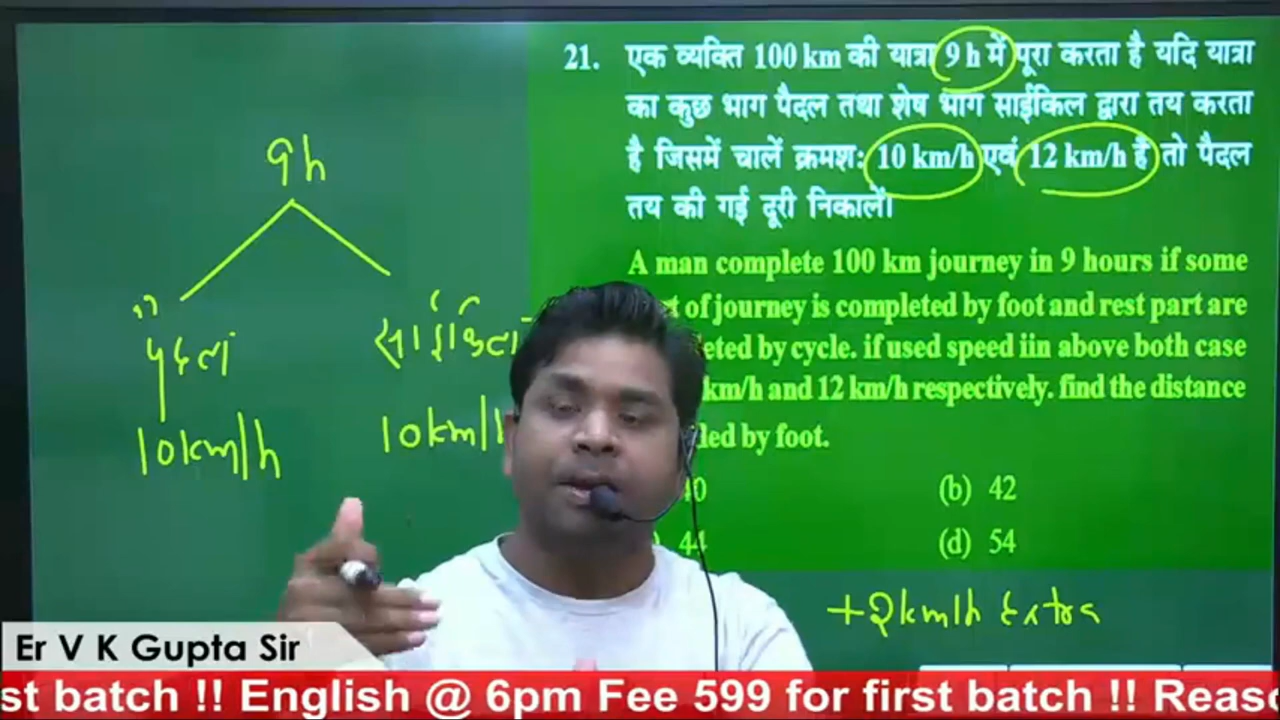 21. एक व्यक्ति 100 km की यात्रा 9 h में पूरा करता है यदि यात्रा
का कुछ भाग पैदल तथा शेष भाग साईकिल द्वारा तय करता
है जिसमें चालें क्रमशः 10 km/h एवं 12 km/h है तो पैदल
तय की गई दूरी निकालें।
A man complete 100 km journey in 9 hours if some
of journey is completed by foot and rest part are
by cycle. if used speed iin above both case
km/h and 12 km/h respectively. find the distance
by foot.
40
(b) 42
44
(d) 54
9h
पैदल
10km/h
10km/
+2km/h Extra
Er V K Gupta Sir
st batch !! English @ 6pm Fee 599 for first batch !! Reaso